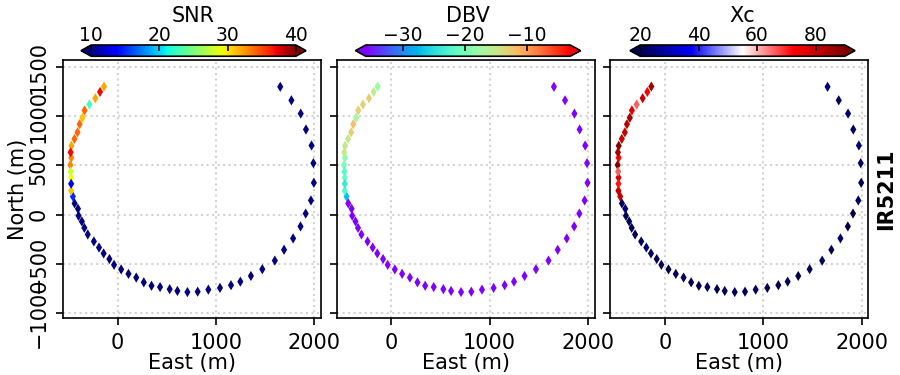 SNR DBV Xc
10 20 30 40 −30 −20 −10 20 40 60 80
1500
1000
500
0
−500
−1000
North (m)
IR5211
0 1000 2000 0 1000 2000 0 1000 2000
East (m) East (m) East (m)